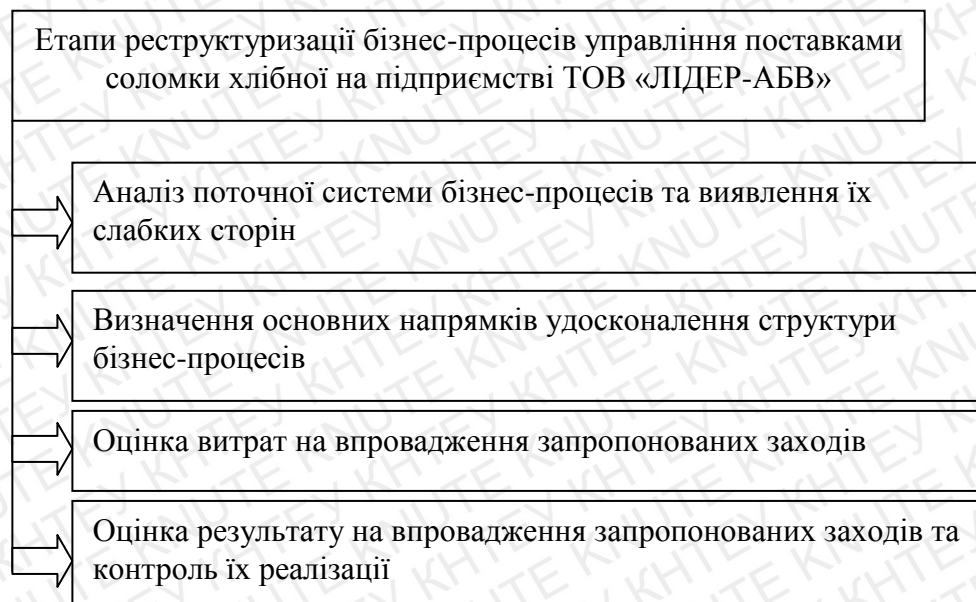 Етапи реструктуризації бізнес-процесів управління поставками
соломки хлібної на підприємстві ТОВ «ЛІДЕР-АБВ»
Аналіз поточної системи бізнес-процесів та виявлення їх
слабких сторін
Визначення основних напрямків удосконалення структури
бізнес-процесів
Оцінка витрат на впровадження запропонованих заходів
Оцінка результату на впровадження запропонованих заходів та
контроль їх реалізації